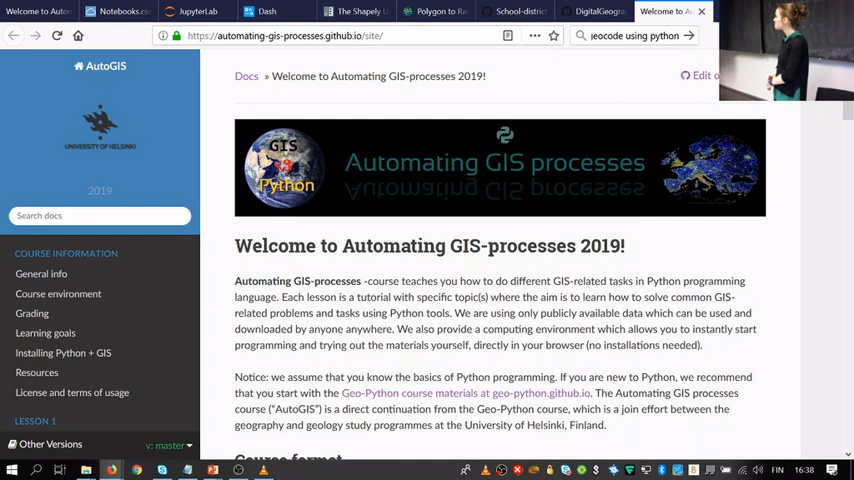 Welcome to Auton
Notebooks.cs
JupyterLab
Dash
The Shapely U
Polygon to Ra
School-district
DigitalGeograp
Welcome to Au
https://automating-gis-processes.github.io/site/
eocode using python
AutoGIS
UNIVERSITY OF HELSINKI
2019
Search docs
COURSE INFORMATION
General info
Course environment
Grading
Learning goals
Installing Python + GIS
Resources
License and terms of usage
LESSON 1
Other Versions
v: master
Docs » Welcome to Automating GIS-processes 2019!
Edit o
GIS
Python
Automating GIS processes
Welcome to Automating GIS-processes 2019!
Automating GIS-processes -course teaches you how to do different GIS-related tasks in Python programming
language. Each lesson is a tutorial with specific topic(s) where the aim is to learn how to solve common GIS-
related problems and tasks using Python tools. We are using only publicly available data which can be used and
downloaded by anyone anywhere. We also provide a computing environment which allows you to instantly start
programming and trying out the materials yourself, directly in your browser (no installations needed).
Notice: we assume that you know the basics of Python programming. If you are new to Python, we recommend
that you start with the Geo-Python course materials at geo-python.github.io. The Automating GIS processes
course ("AutoGIS") is a direct continuation from the Geo-Python course, which is a join effort between the
geography and geology study programmes at the University of Helsinki, Finland.
Course format
FIN
16:38